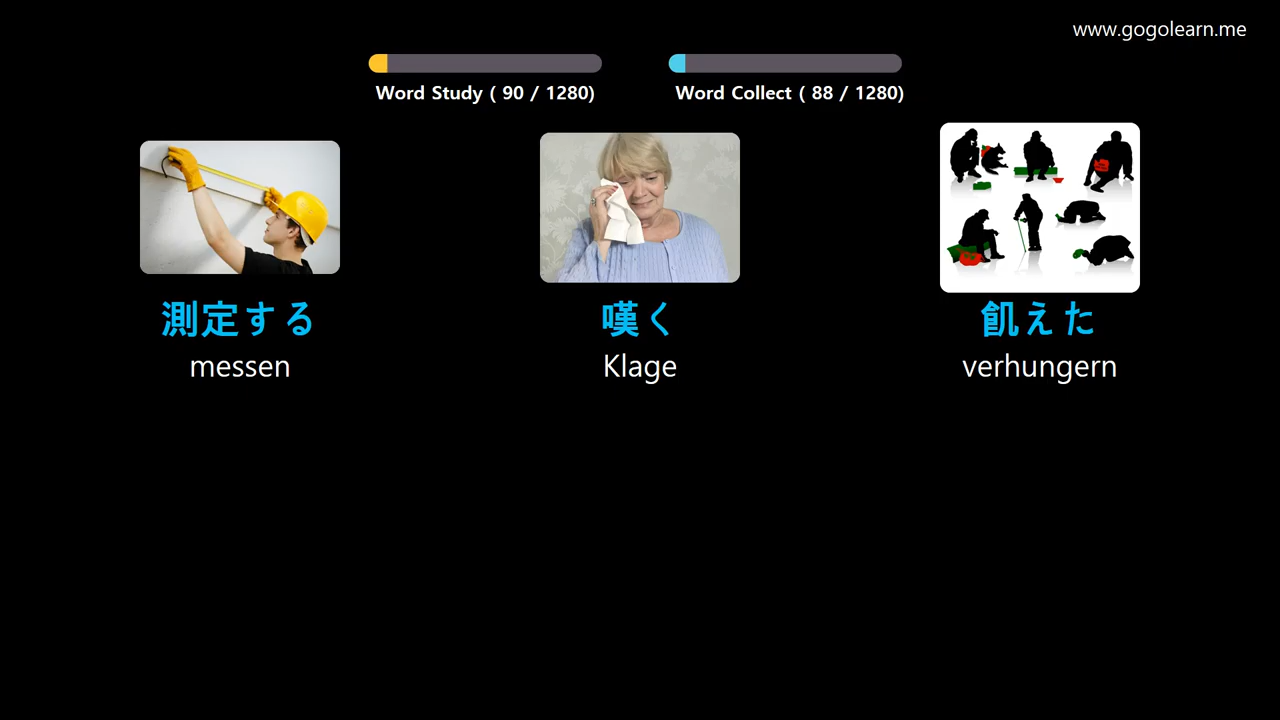 www.gogolearn.me
Word Study ( 90 / 1280)
Word Collect ( 88 / 1280)
測定する
嘆く
飢えた
messen
Klage
verhungern